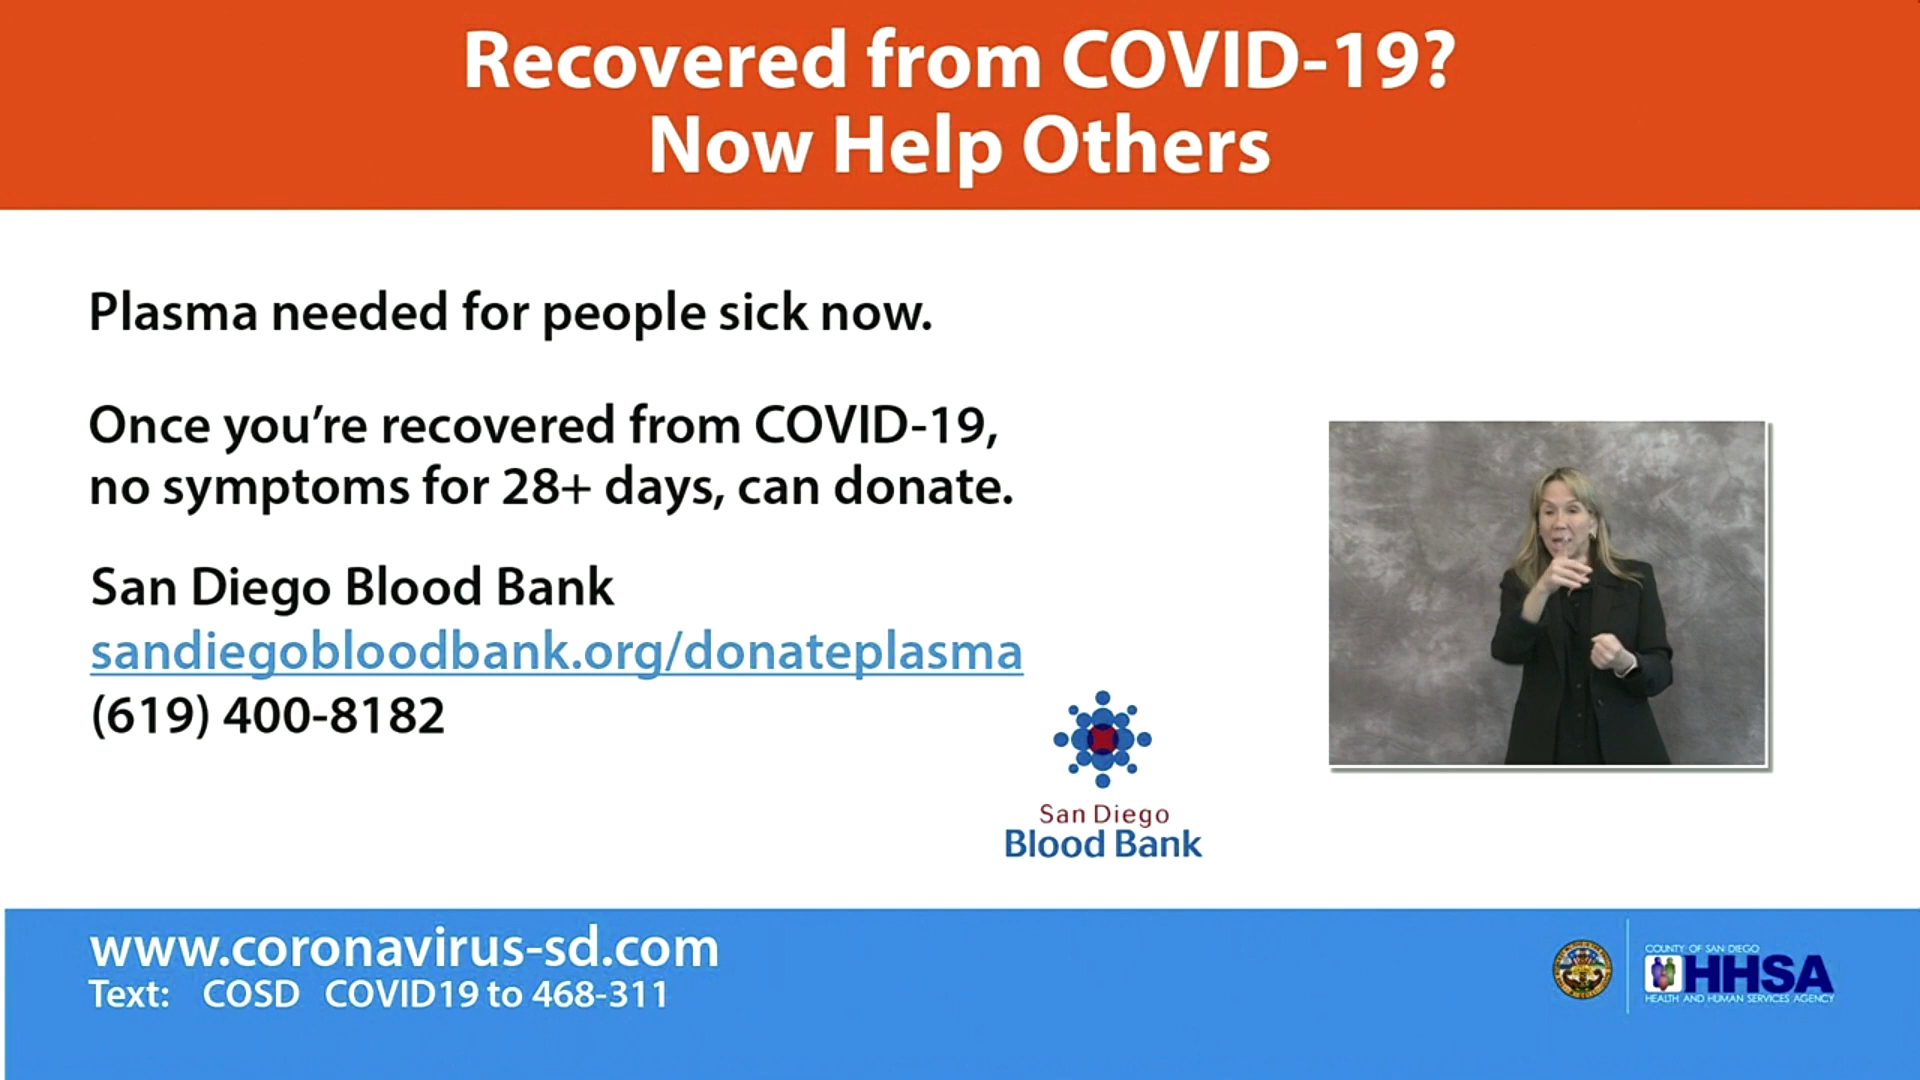 Recovered from COVID-19?
Now Help Others
Plasma needed for people sick now.
Once you’re recovered from COVID-19,
no symptoms for 28+ days, can donate.
San Diego Blood Bank
sandiegobloodbank.org/donateplasma
(619) 400-8182
San Diego
Blood Bank
www.coronavirus-sd.com
Text: COSD COVID19 to 468-311
COUNTY OF SAN DIEGO
HHSA
HEALTH AND HUMAN SERVICES AGENCY